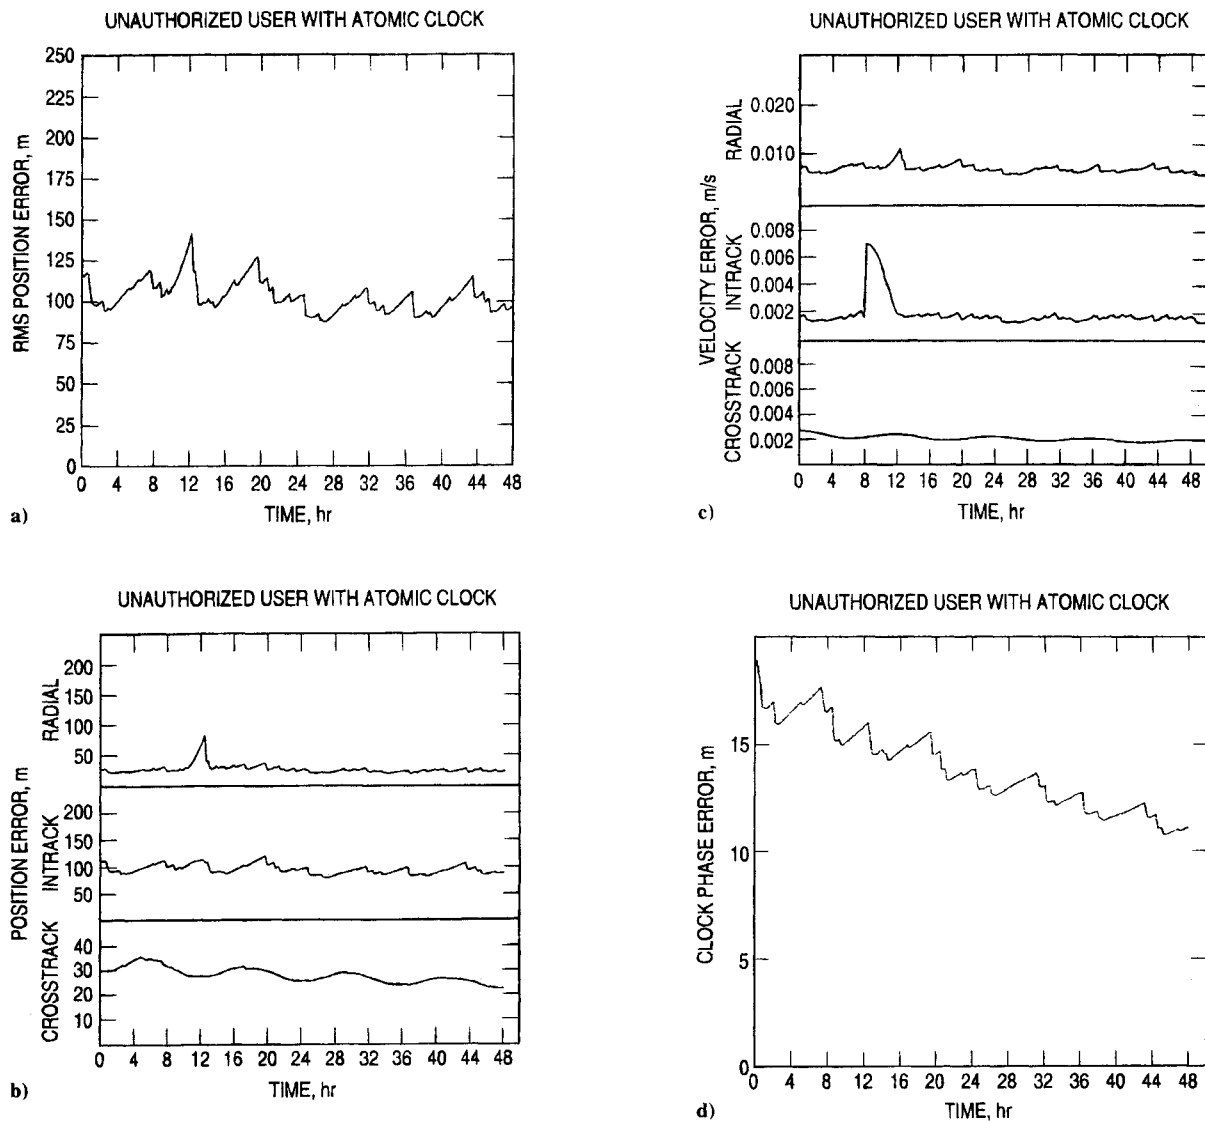 UNAUTHORIZED USER WITH ATOMIC CLOCK
RMS POSITION ERROR, m
250
225
200
175
150
125
100
75
50
25
0
0 4 8 12 16 20 24 28 32 36 40 44 48
TIME, hr
a)
UNAUTHORIZED USER WITH ATOMIC CLOCK
VELOCITY ERROR, m/s
RADIAL
0.020
0.010
INTRACK
0.008
0.006
0.004
0.002
CROSSTRACK
0.008
0.006
0.004
0.002
0 4 8 12 16 20 24 28 32 36 40 44 48
TIME, hr
c)
UNAUTHORIZED USER WITH ATOMIC CLOCK
POSITION ERROR, m
RADIAL
200
150
100
50
INTRACK
200
150
100
50
CROSSTRACK
40
30
20
10
0 4 8 12 16 20 24 28 32 36 40 44 48
TIME, hr
b)
UNAUTHORIZED USER WITH ATOMIC CLOCK
CLOCK PHASE ERROR, m
15
10
5
0
0 4 8 12 16 20 24 28 32 36 40 44 48
TIME, hr
d)